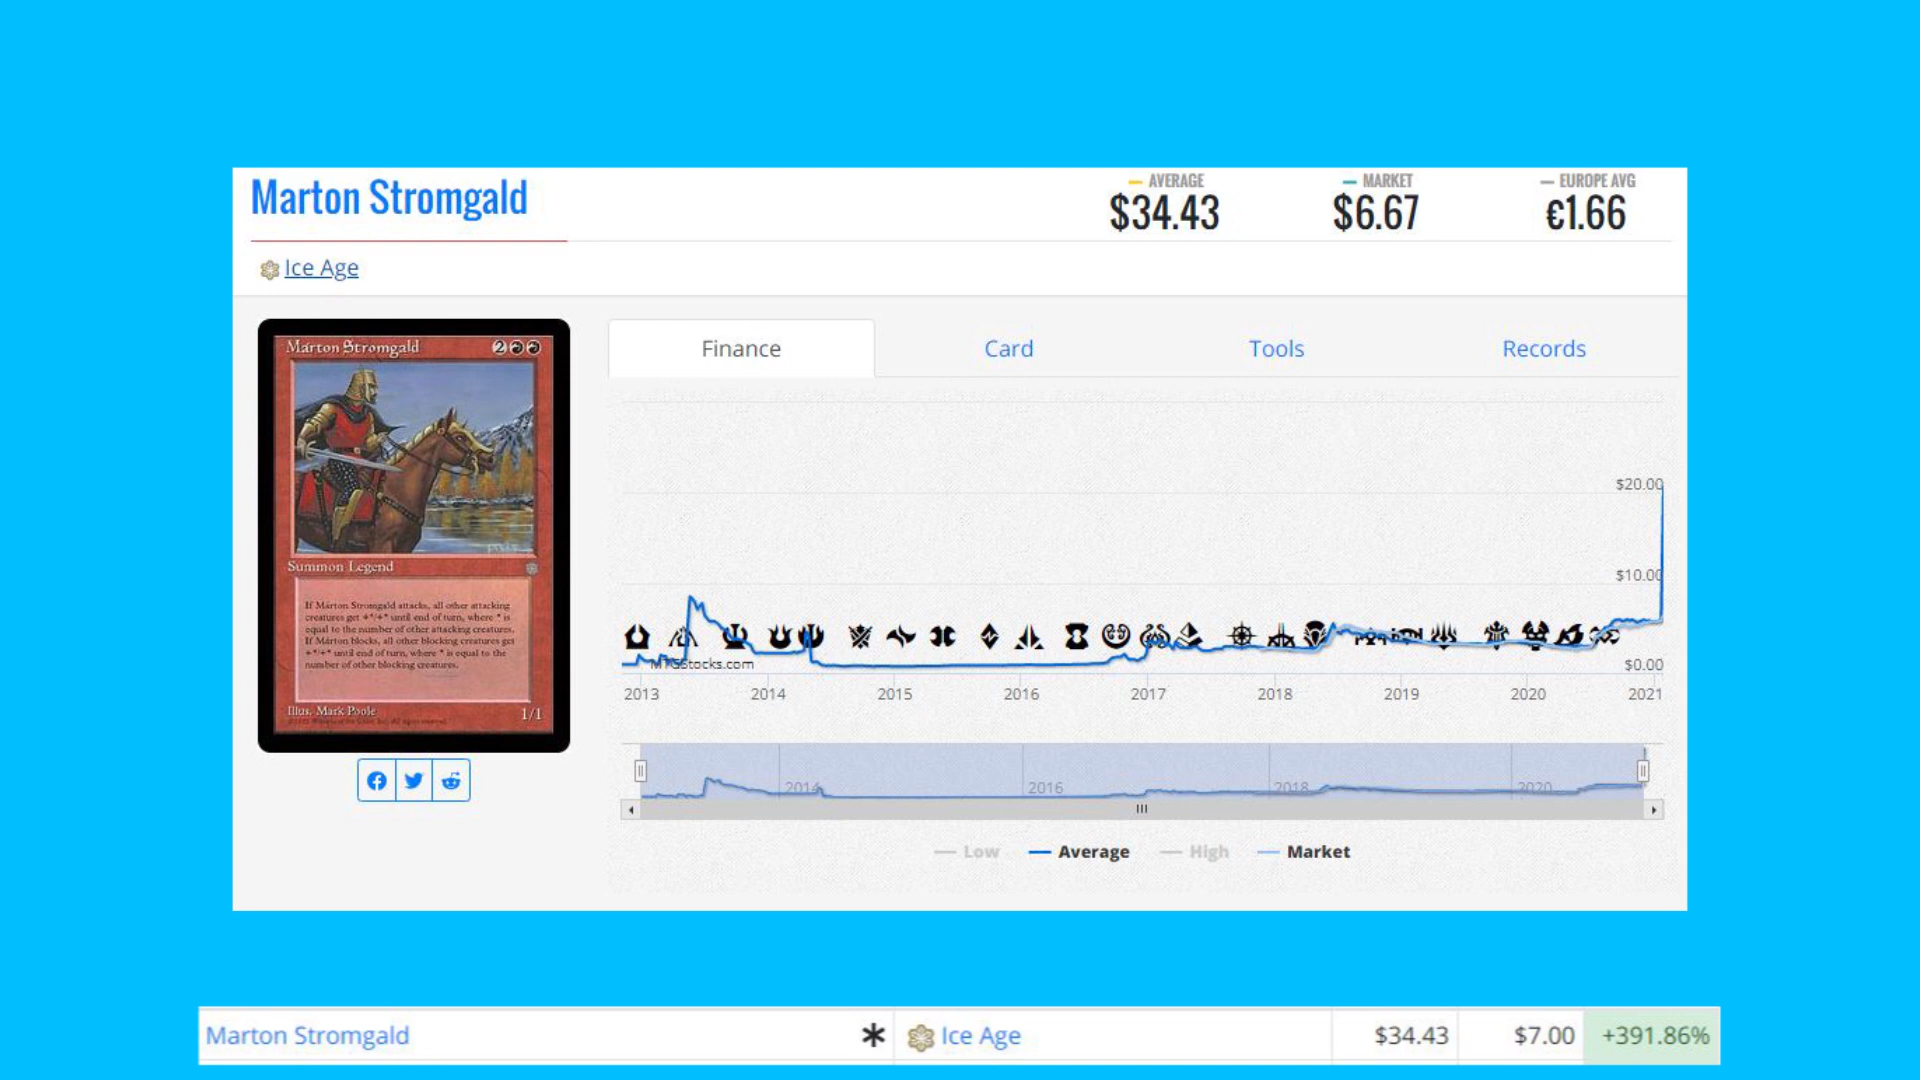 Marton Stromgald
AVERAGE
$34.43
MARKET
$6.67
EUROPE AVG
€1.66
Ice Age
Márton Stromgald
2
Summon Legend
If Márton Stromgald attacks, all other attacking
creatures get +*/+* until end of turn, where * is
equal to the number of other attacking creatures.
If Márton blocks, all other blocking creatures get
+*/+* until end of turn, where * is equal to the
number of other blocking creatures.
Illus. Mark Poole
1/1
Finance
Card
Tools
Records
$20.00
$10.00
$0.00
MTGStocks.com
2013 2014 2015 2016 2017 2018 2019 2020 2021
2014 2016 2018 2020
Low Average High Market
Marton Stromgald * Ice Age $34.43 $7.00 +391.86%